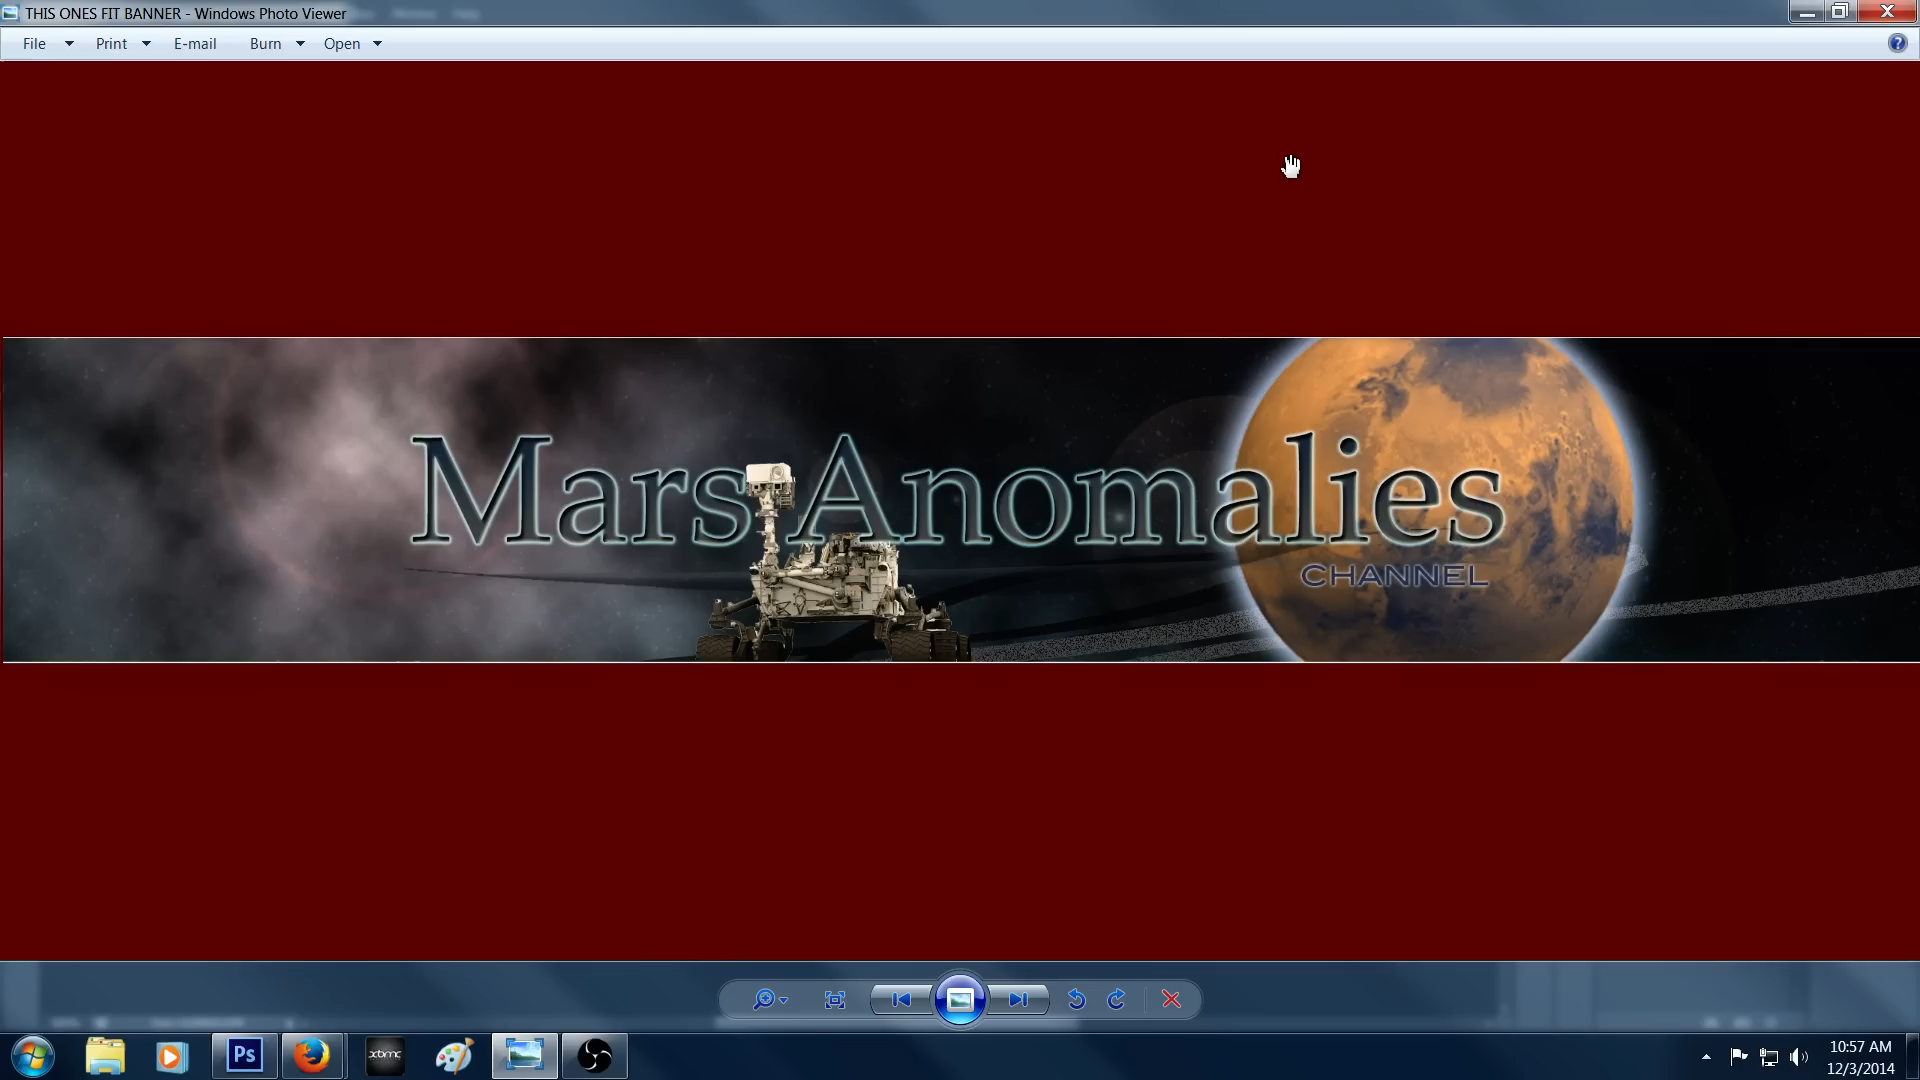 THIS ONES FIT BANNER - Windows Photo Viewer
File Print E-mail Burn Open
Mars Anomalies
CHANNEL
Ps
xbmc
10:57 AM
12/3/2014